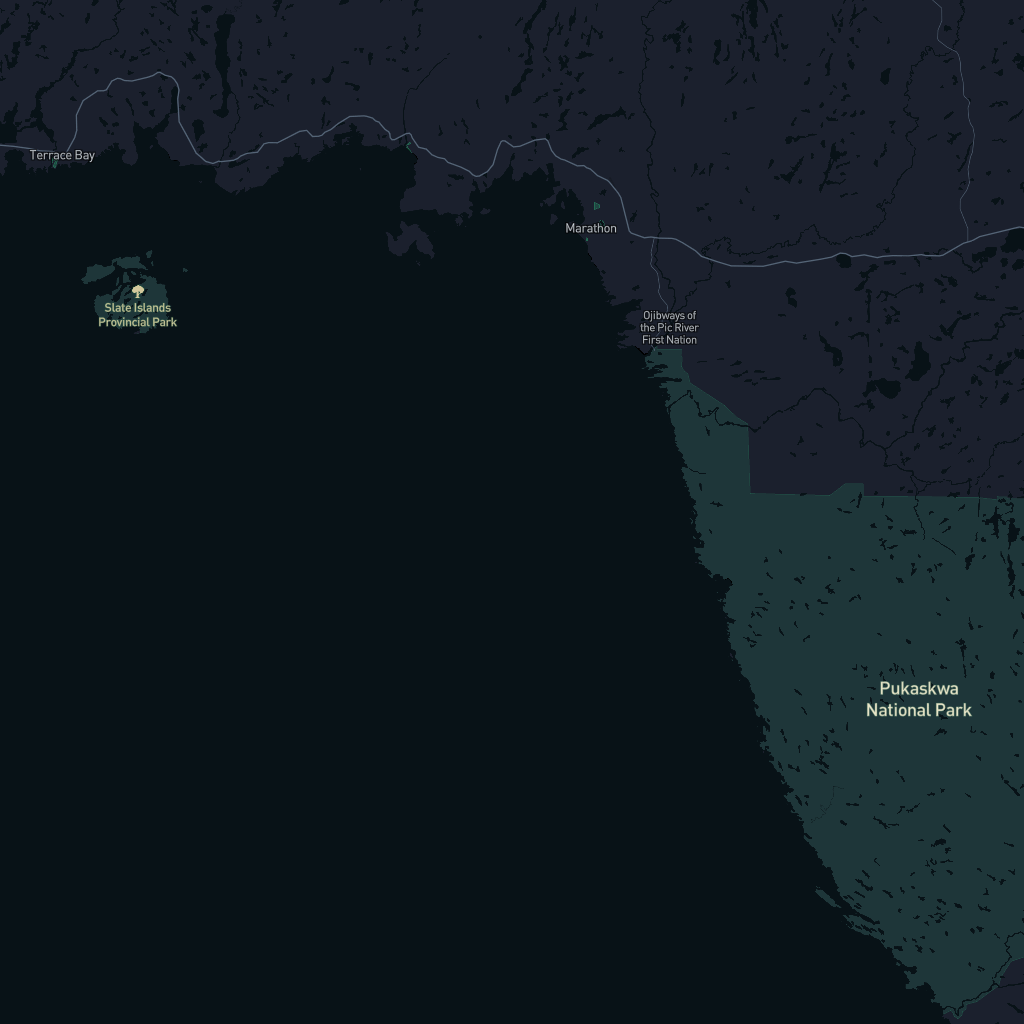 Terrace Bay
Marathon
Slate Islands
Provincial Park
Ojibways of
the Pic River
First Nation
Pukaskwa
National Park